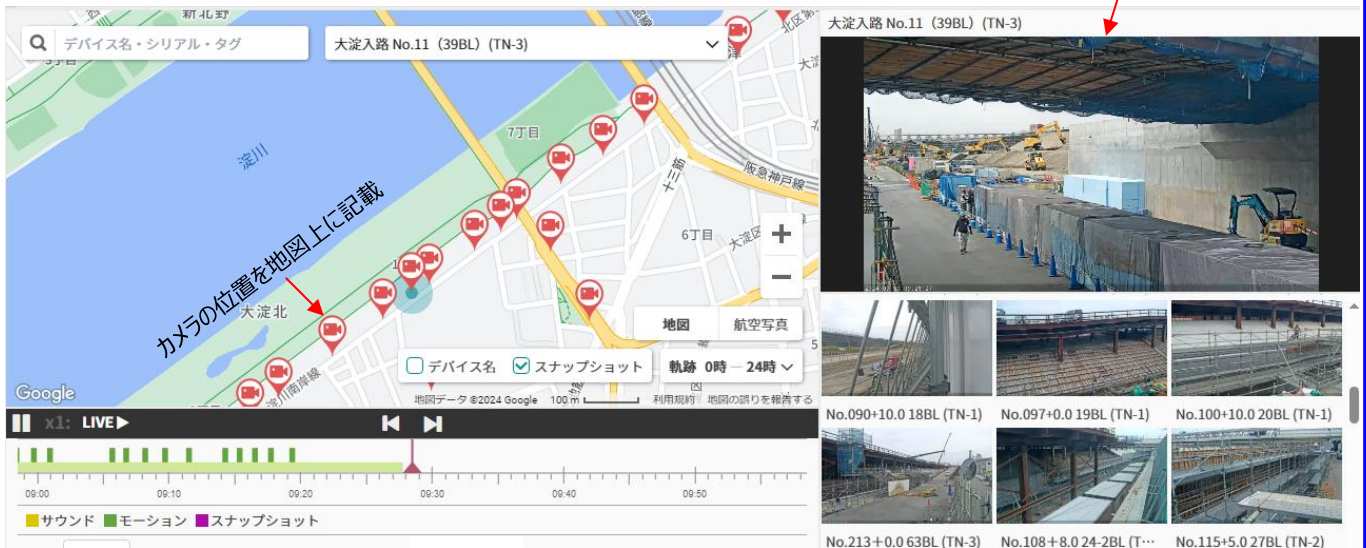 新北野
デバイス名・シリアル・タグ
大淀入路 No.11（39BL）(TN-3)
大淀入路 No.11（39BL）(TN-3)
7丁目
淀川
十三筋
阪急神戸線
6丁目
カメラの位置を地図上に記載
大淀北
淀川南岸線
+
−
地図
航空写真
デバイス名
スナップショット
軌跡 0時 — 24時
Google
地図データ ©2024 Google
100 m
利用規約
地図の誤りを報告する
x1:
LIVE
09:00
09:10
09:20
09:30
09:40
09:50
サウンド
モーション
スナップショット
No.090+10.0 18BL (TN-1)
No.097+0.0 19BL (TN-1)
No.100+10.0 20BL (TN-1)
No.213＋0.0 63BL (TN-3)
No.108＋8.0 24-2BL (T…
No.115+5.0 27BL (TN-2)